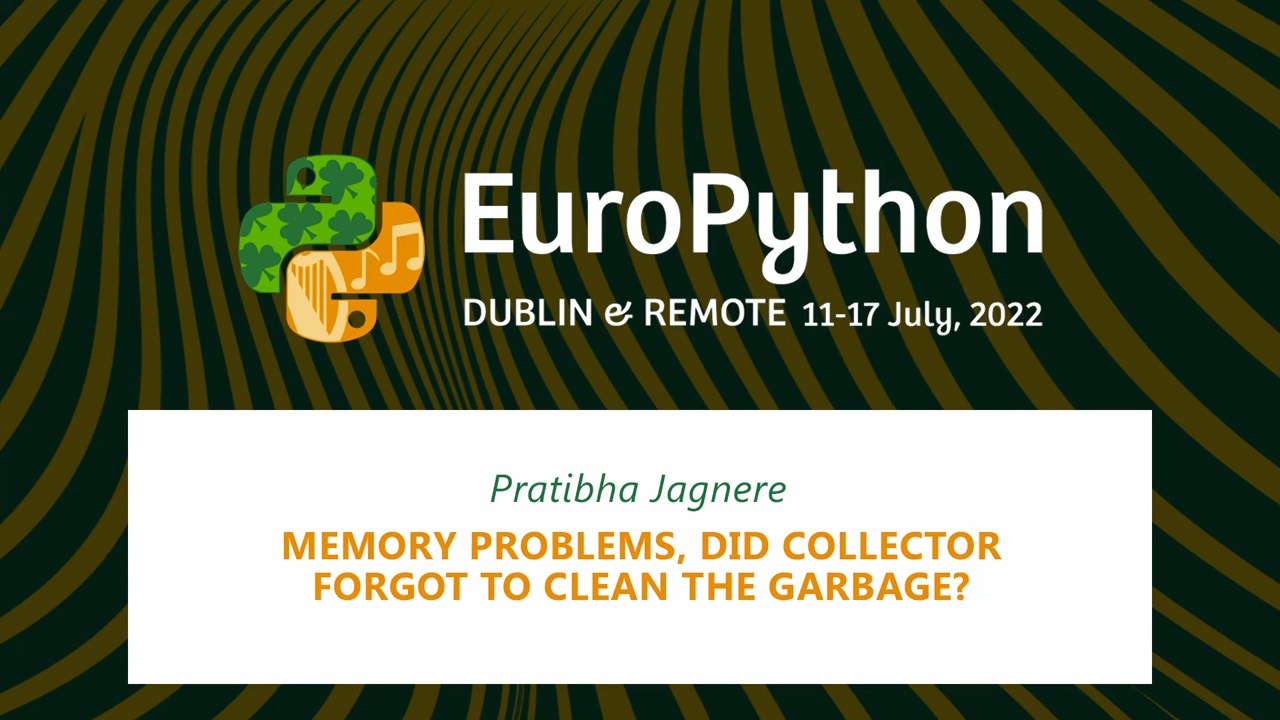 EuroPython
DUBLIN & REMOTE 11-17 July, 2022
Pratibha Jagnere
MEMORY PROBLEMS, DID COLLECTOR
FORGOT TO CLEAN THE GARBAGE?